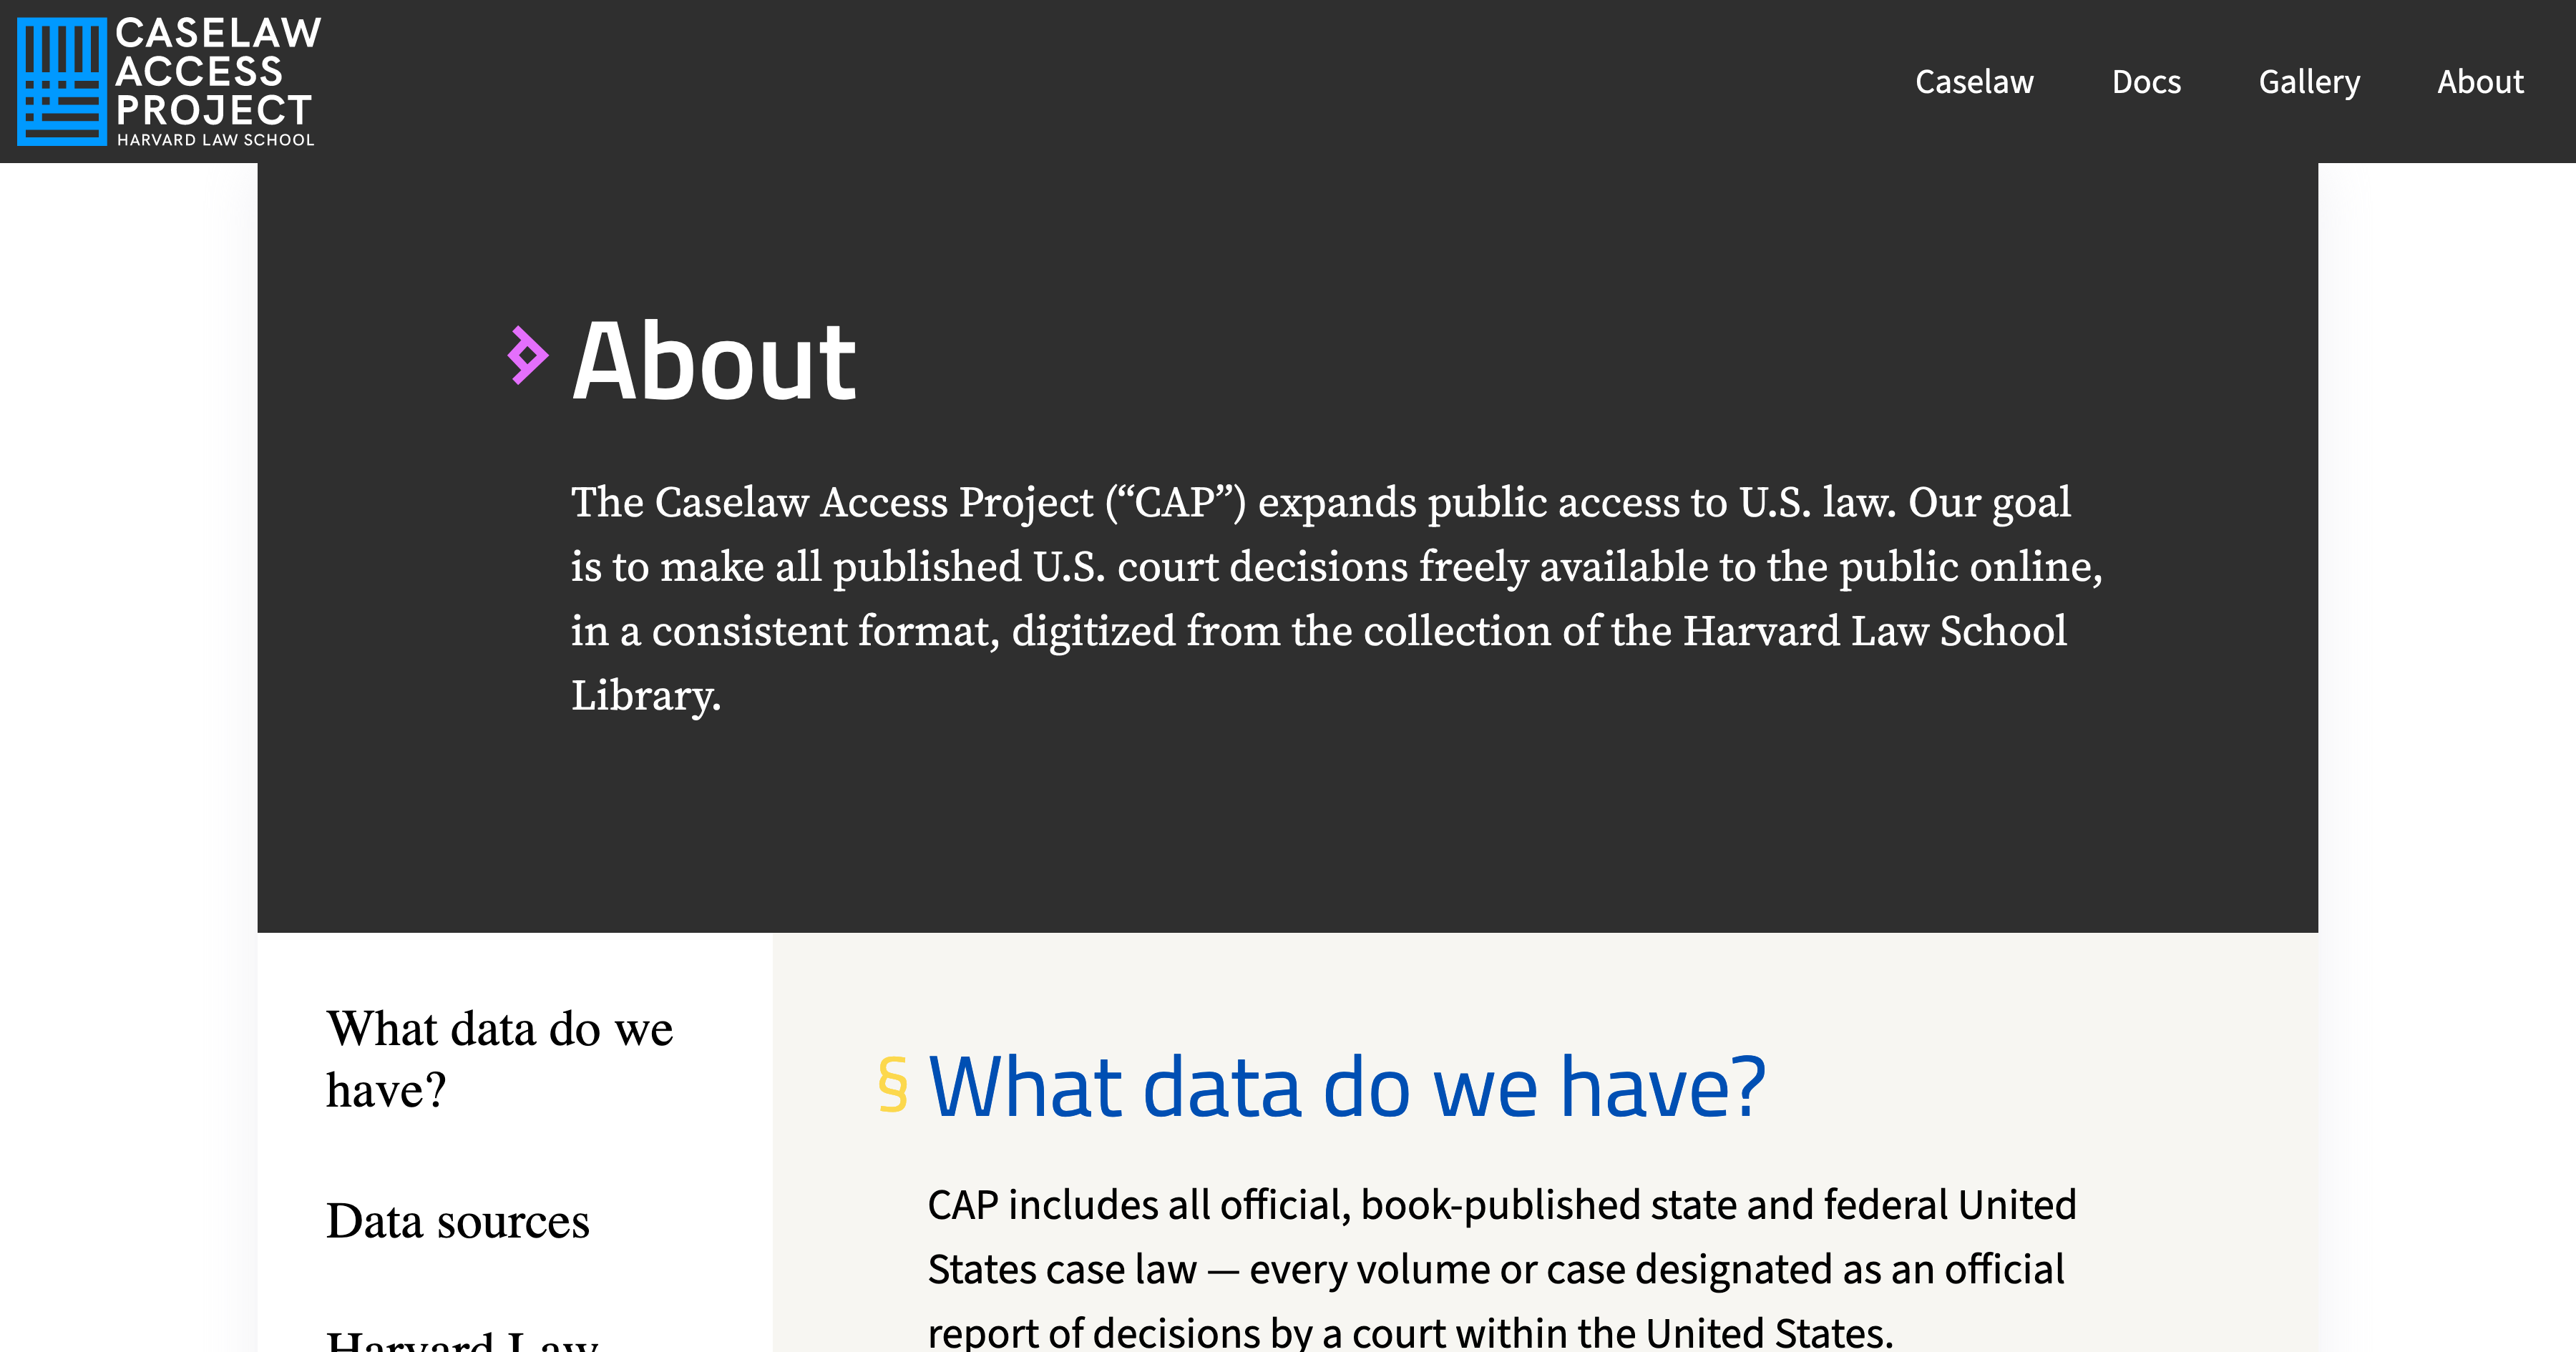 CASELAW
ACCESS
PROJECT
HARVARD LAW SCHOOL
Caselaw
Docs
Gallery
About
About
The Caselaw Access Project (“CAP”) expands public access to U.S. law. Our goal
is to make all published U.S. court decisions freely available to the public online,
in a consistent format, digitized from the collection of the Harvard Law School
Library.
What data do we
have?
Data sources
Harvard Law
§ What data do we have?
CAP includes all official, book-published state and federal United
States case law — every volume or case designated as an official
report of decisions by a court within the United States.